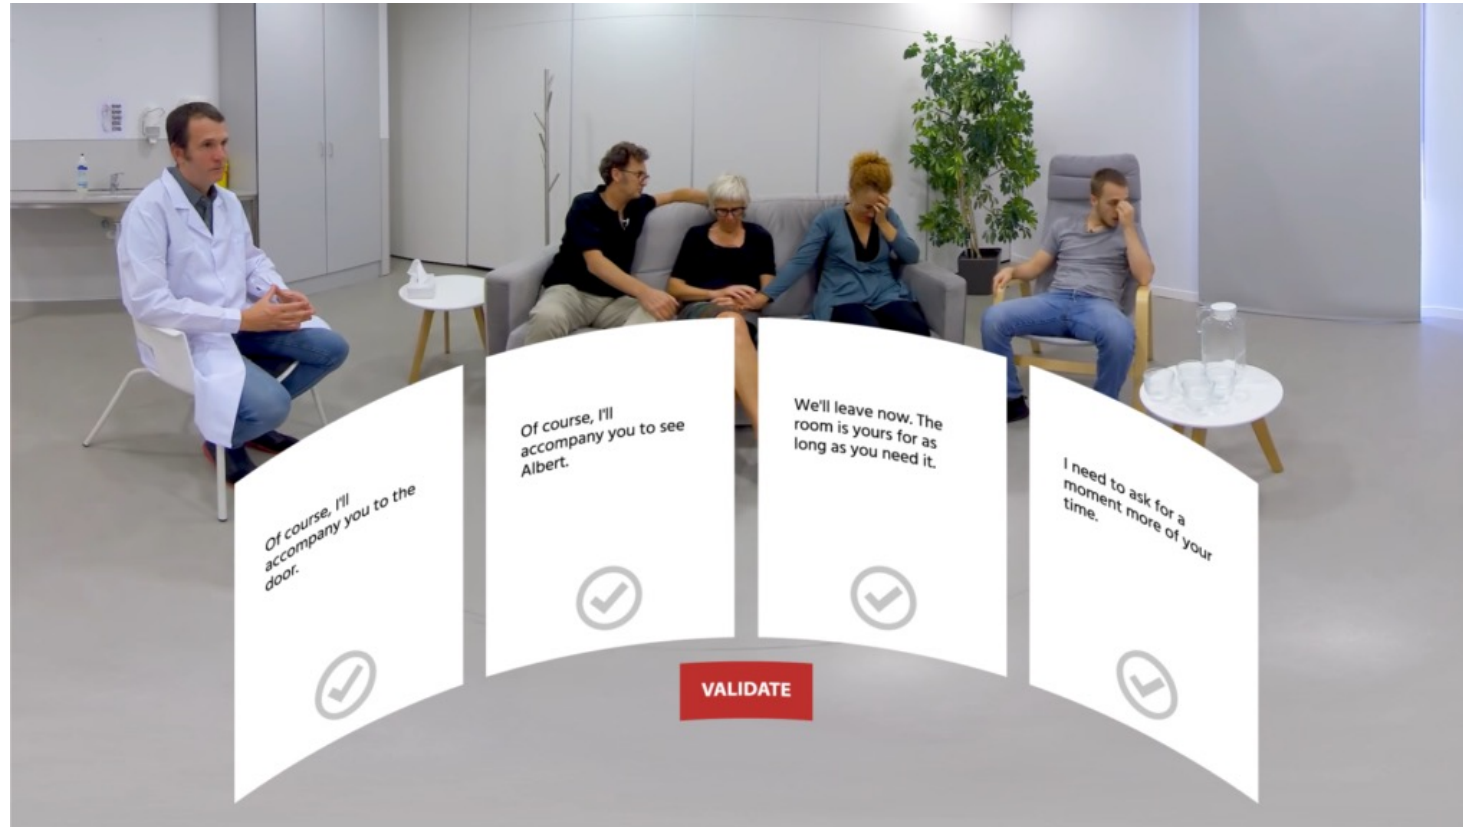 Of course, I'll
accompany you to the
door.
Of course, I'll
accompany you to see
Albert.
We'll leave now. The
room is yours for as
long as you need it.
I need to ask for a
moment more of your
time.
VALIDATE